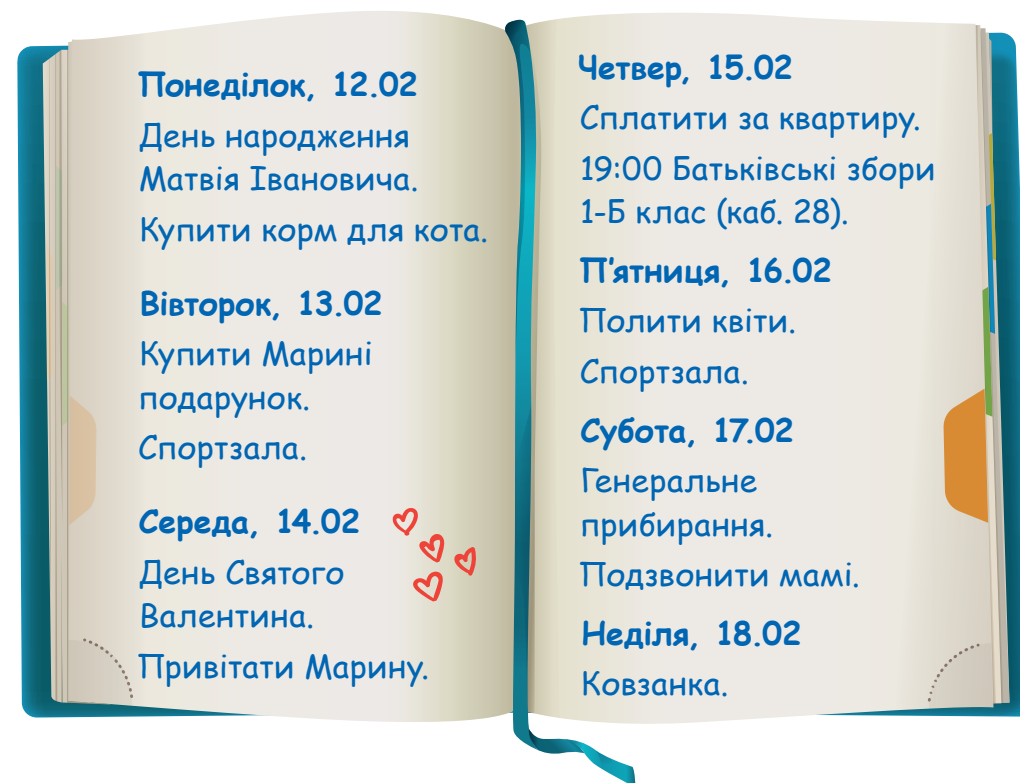 Понеділок, 12.02
День народження
Матвія Івановича.
Купити корм для кота.
Вівторок, 13.02
Купити Марині
подарунок.
Спортзала.
Середа, 14.02
День Святого
Валентина.
Привітати Марину.
Четвер, 15.02
Сплатити за квартиру.
19:00 Батьківські збори
1-Б клас (каб. 28).
П'ятниця, 16.02
Полити квіти.
Спортзала.
Субота, 17.02
Генеральне
прибирання.
Подзвонити мамі.
Неділя, 18.02
Ковзанка.